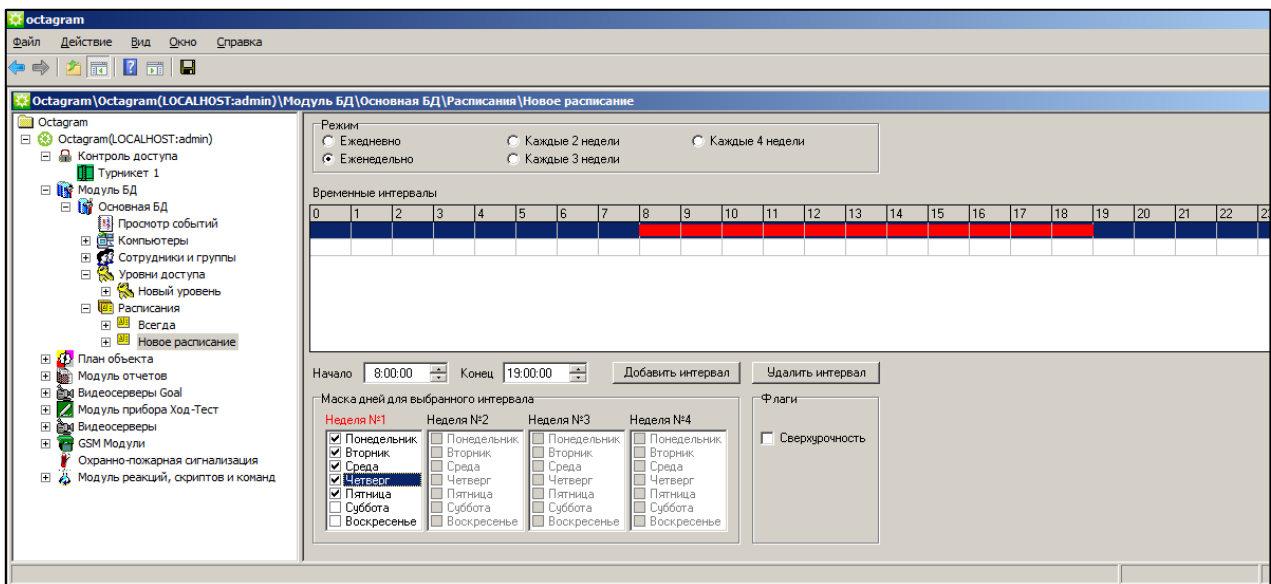 octagram
Файл Действие Вид Окно Справка
Octagram\Octagram(LOCALHOST:admin)\Модуль БД\Основная БД\Расписания\Новое расписание
Octagram
Octagram(LOCALHOST:admin)
Контроль доступа
Турникет 1
Модуль БД
Основная БД
Просмотр событий
Компьютеры
Сотрудники и группы
Уровни доступа
Новый уровень
Расписания
Всегда
Новое расписание
План объекта
Модуль отчетов
Видеосерверы Goal
Модуль прибора Ход-Тест
Видеосерверы
GSM Модули
Охранно-пожарная сигнализация
Модуль реакций, скриптов и команд
Режим
Ежедневно Каждые 2 недели Каждые 4 недели
Еженедельно Каждые 3 недели
Временные интервалы
0 1 2 3 4 5 6 7 8 9 10 11 12 13 14 15 16 17 18 19 20 21 22
Начало 8:00:00 Конец 19:00:00 Добавить интервал Удалить интервал
Маска дней для выбранного интервала Флаги
Неделя №1 Неделя №2 Неделя №3 Неделя №4
Понедельник Понедельник Понедельник Понедельник Сверхурочность
Вторник Вторник Вторник Вторник
Среда Среда Среда Среда
Четверг Четверг Четверг Четверг
Пятница Пятница Пятница Пятница
Суббота Суббота Суббота Суббота
Воскресенье Воскресенье Воскресенье Воскресенье